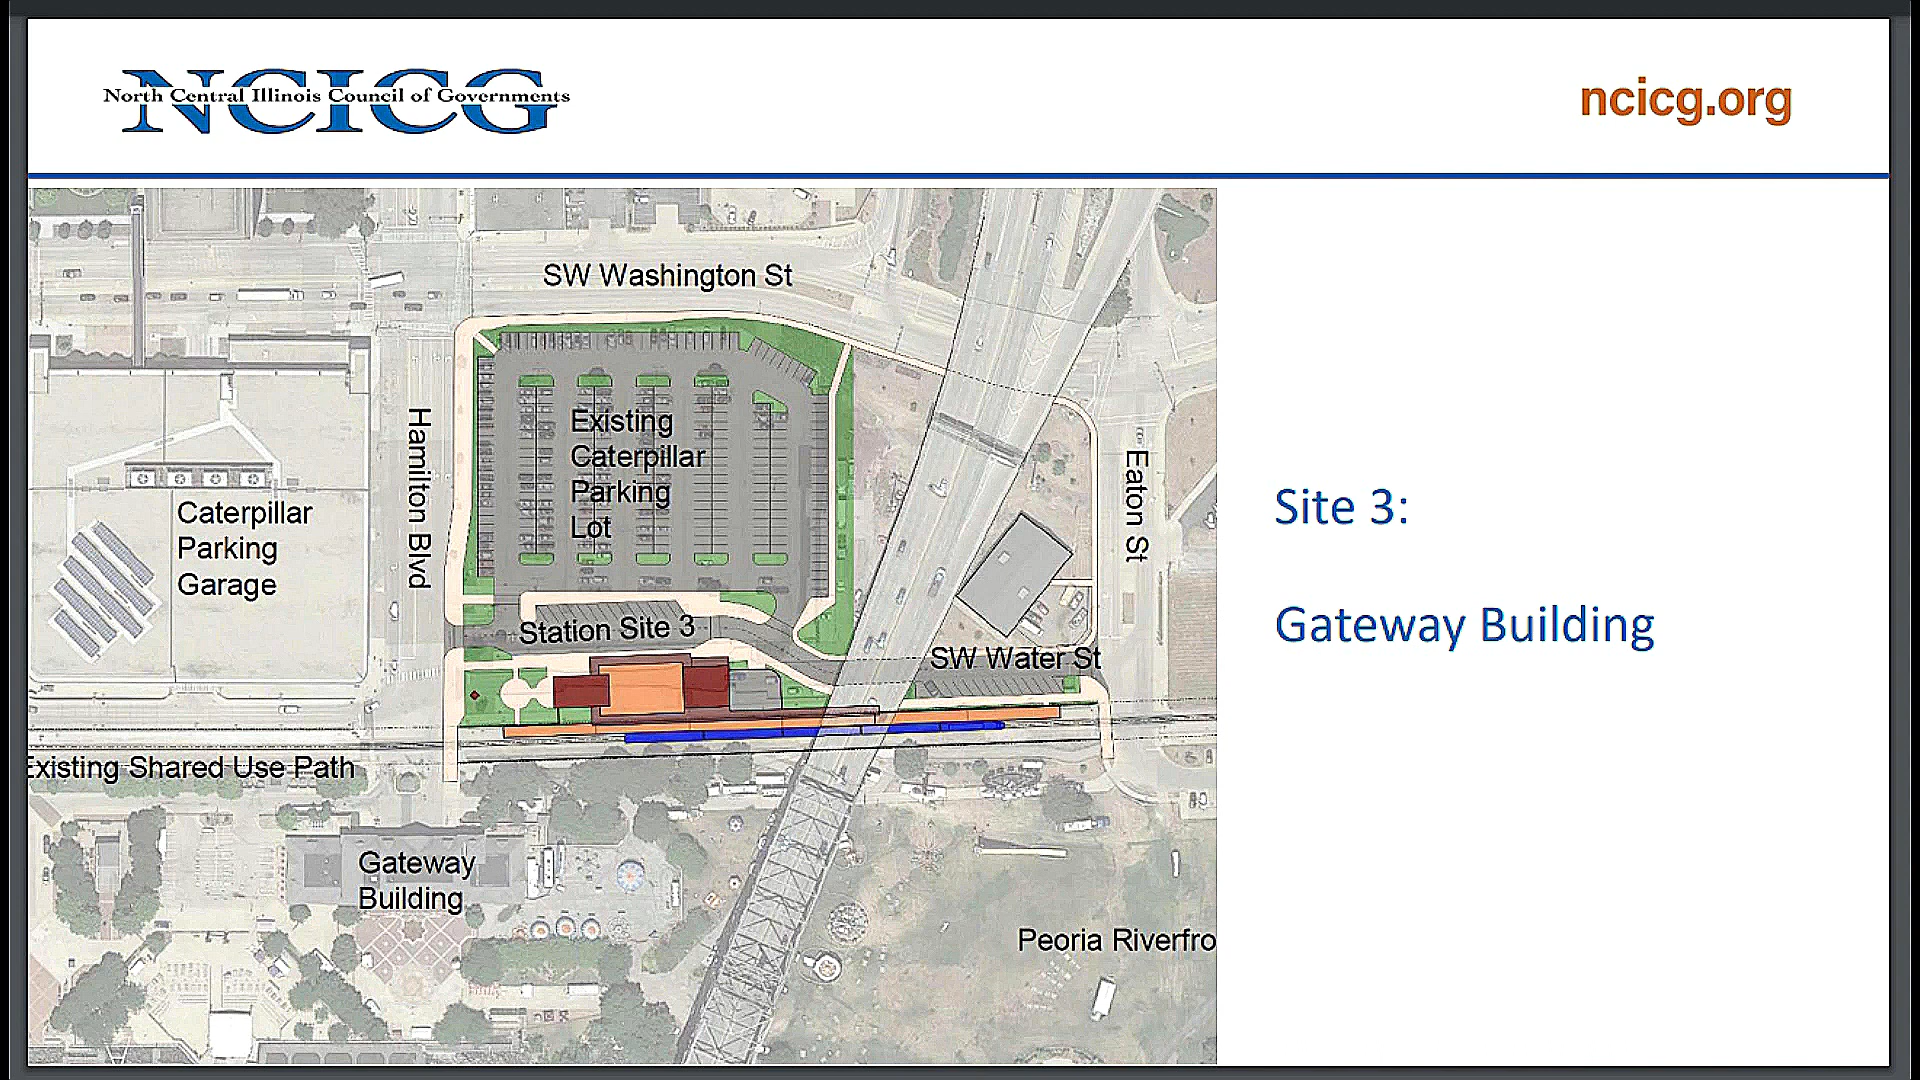 NCICG
North Central Illinois Council of Governments
ncicg.org
SW Washington St
Hamilton Blvd
Existing
Caterpillar
Parking
Lot
Caterpillar
Parking
Garage
Eaton St
Station Site 3
SW Water St
Existing Shared Use Path
Gateway
Building
Peoria Riverfro
Site 3:
Gateway Building